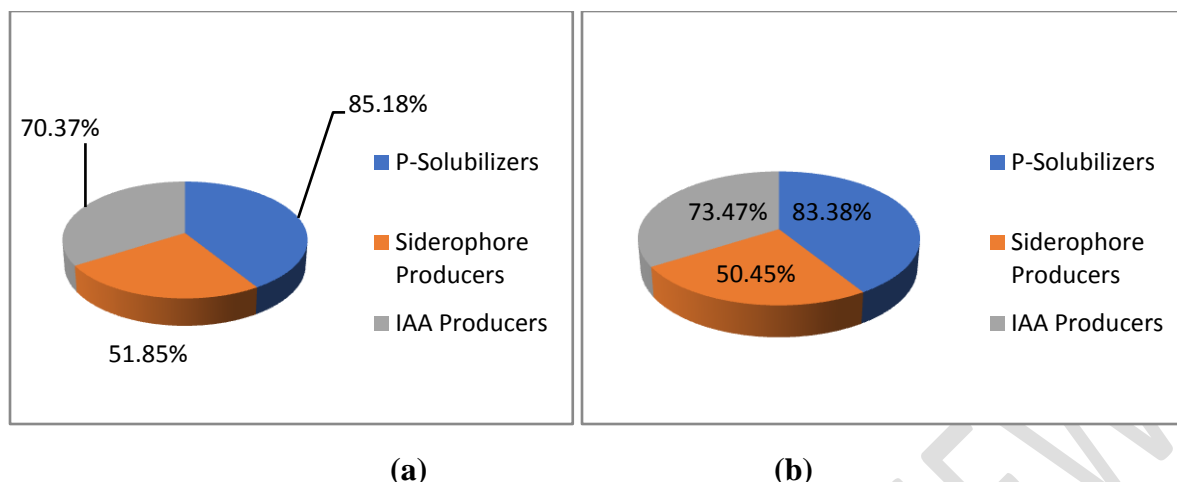 85.18%
70.37%
P-Solubilizers
Siderophore
Producers
IAA Producers
51.85%
P-Solubilizers
73.47% 83.38%
Siderophore
Producers
50.45%
IAA Producers
(a)
(b)